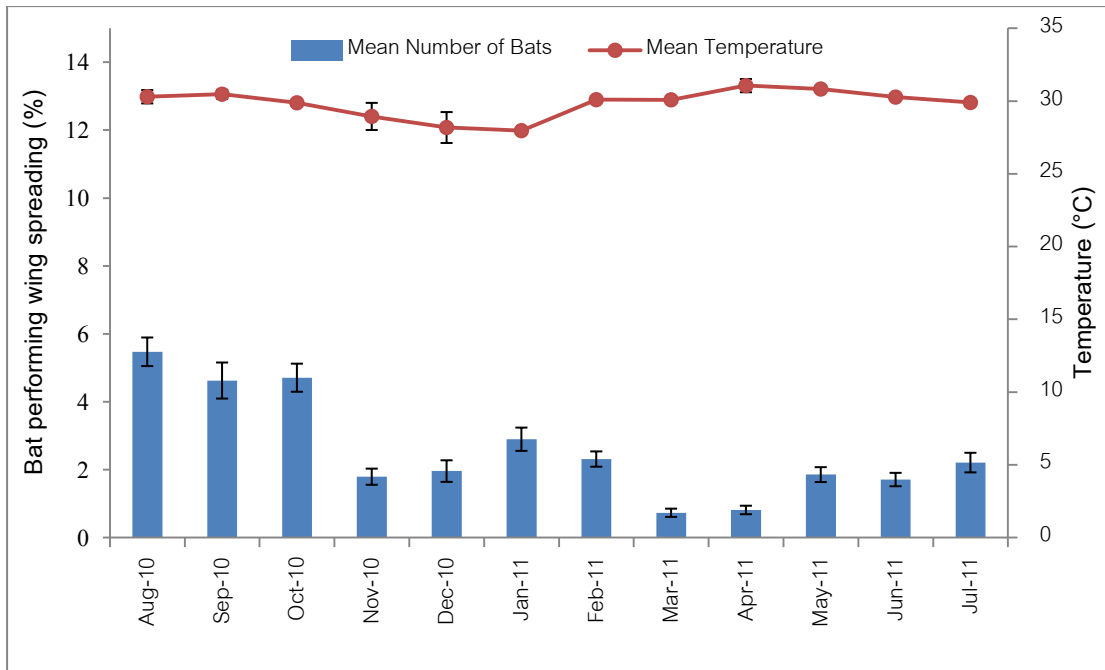 Mean Number of Bats
Mean Temperature
Bat performing wing spreading (%)
14
12
10
8
6
4
2
0
35
30
25
20
15
10
5
0
Temperature (°C)
Aug-10
Sep-10
Oct-10
Nov-10
Dec-10
Jan-11
Feb-11
Mar-11
Apr-11
May-11
Jun-11
Jul-11